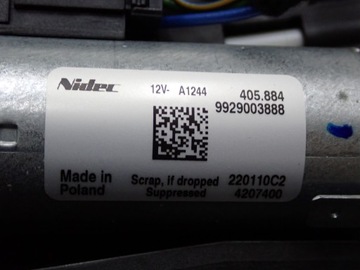 Nidec 12V- A1244 405.884
9929003888
Made in Scrap, If dropped 220110C2
Poland Suppressed 4207400